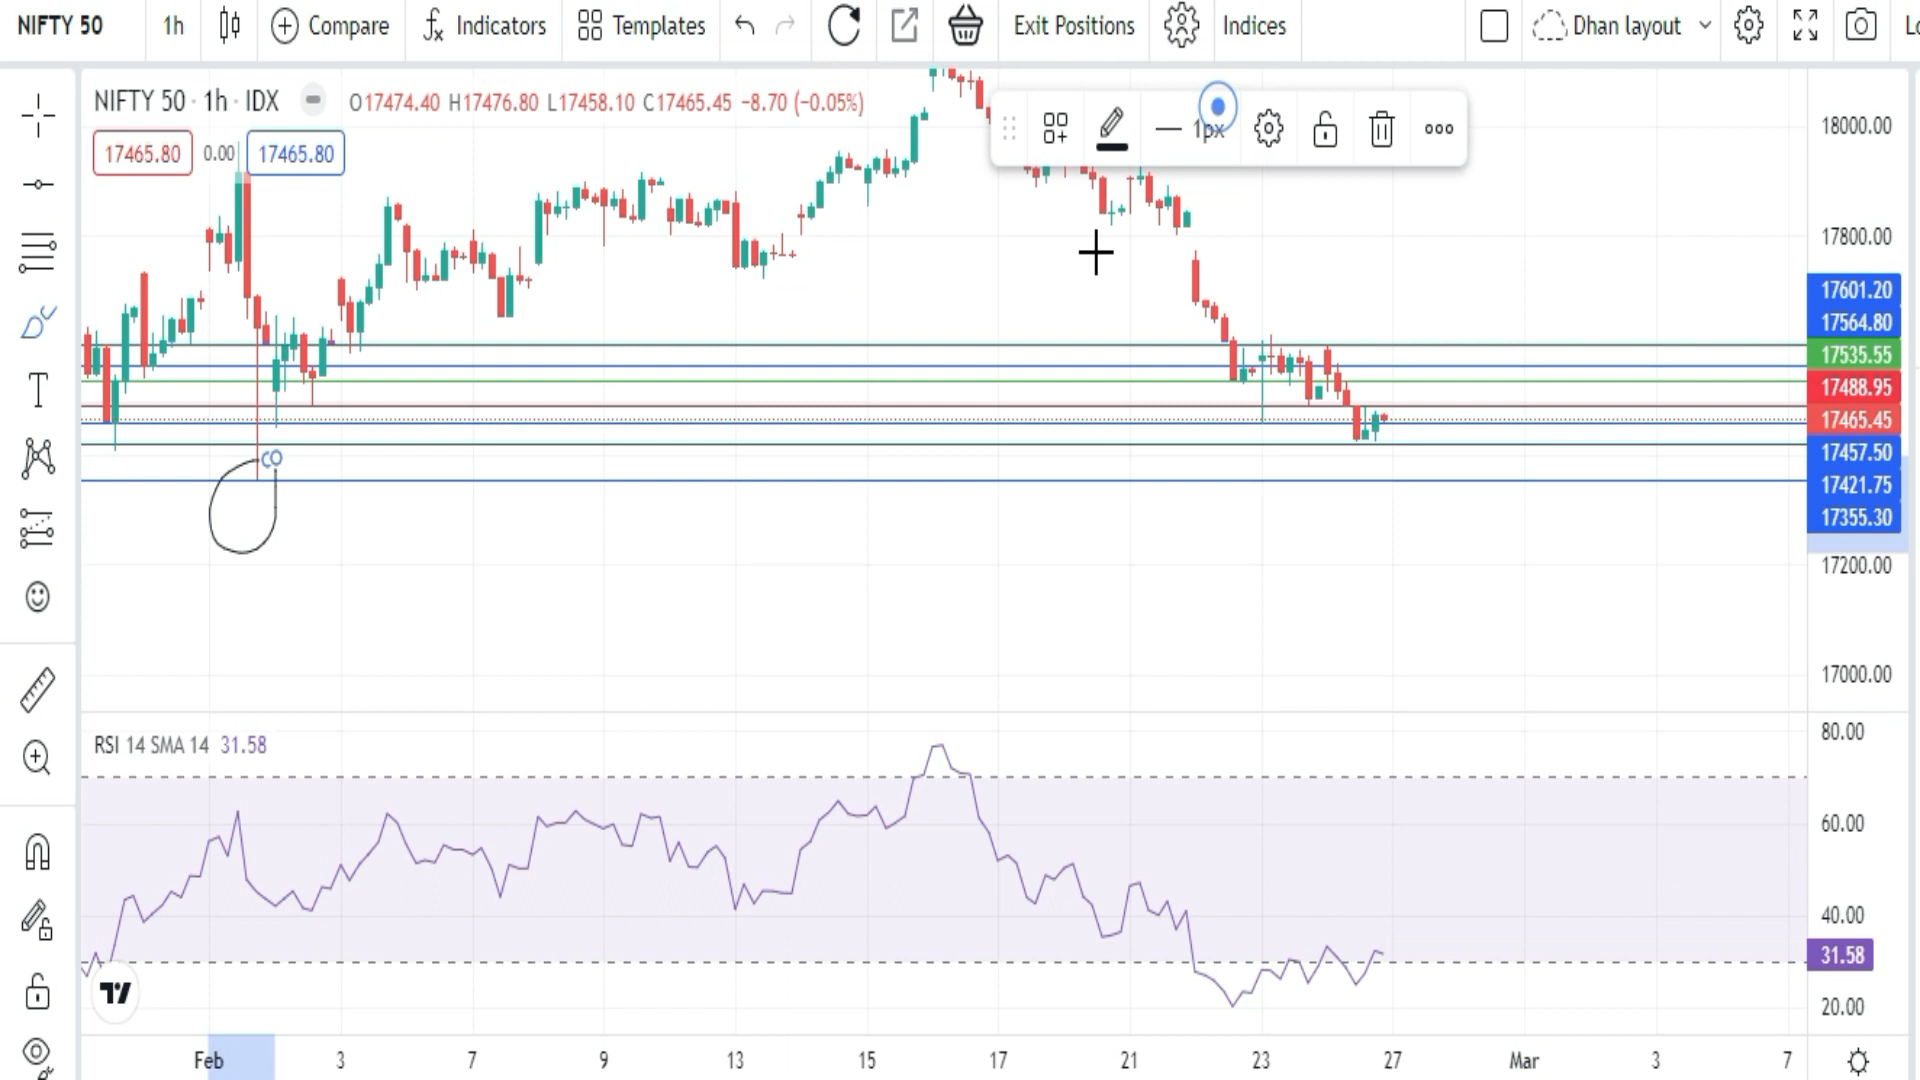 NIFTY 50 1h Compare Indicators Templates Exit Positions Indices Dhan layout
NIFTY 50 · 1h · IDX O17474.40 H17476.80 L17458.10 C17465.45 −8.70 (−0.05%)
1px
17465.80 0.00 17465.80
18000.00
17800.00
17601.20
17564.80
17535.55
17488.95
17465.45
17457.50
17421.75
17355.30
17200.00
17000.00
RSI 14 SMA 14 31.58
80.00
60.00
40.00
31.58
20.00
Feb 3 7 9 13 15 17 21 23 27 Mar 3 7